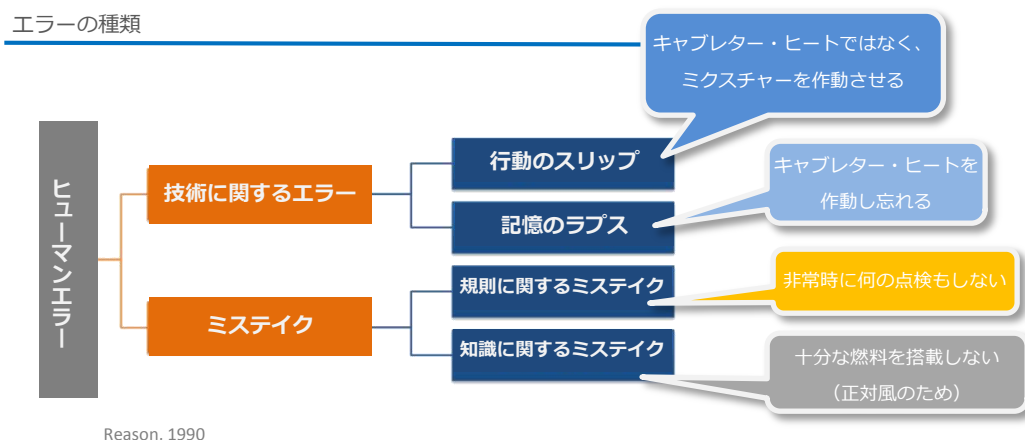 エラーの種類
キャブレター・ヒートではなく、
ミクスチャーを作動させる
ヒューマンエラー
技術に関するエラー
行動のスリップ
キャブレター・ヒートを
作動し忘れる
記憶のラプス
ミステイク
規則に関するミステイク
非常時に何の点検もしない
知識に関するミステイク
十分な燃料を搭載しない
（正対風のため）
Reason, 1990